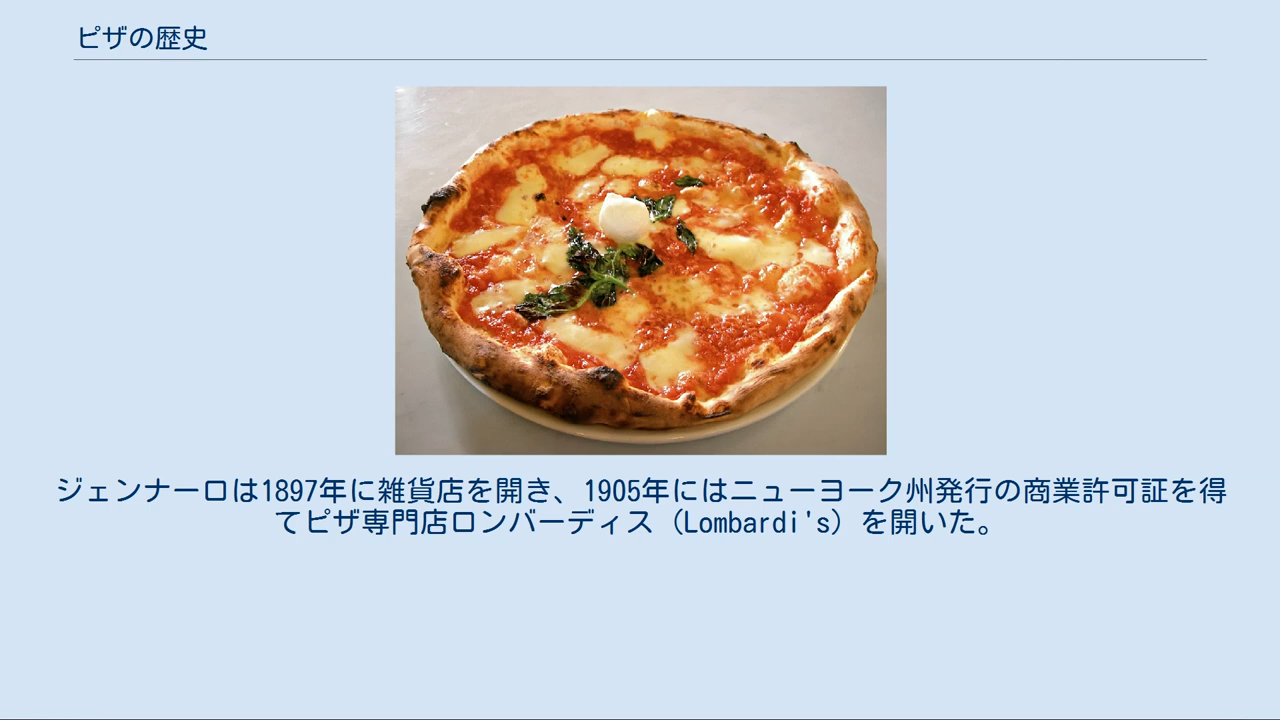 ピザの歴史
ジェンナーロは1897年に雑貨店を開き、1905年にはニューヨーク州発行の商業許可証を得
てピザ専門店ロンバーディス（Lombardi's）を開いた。